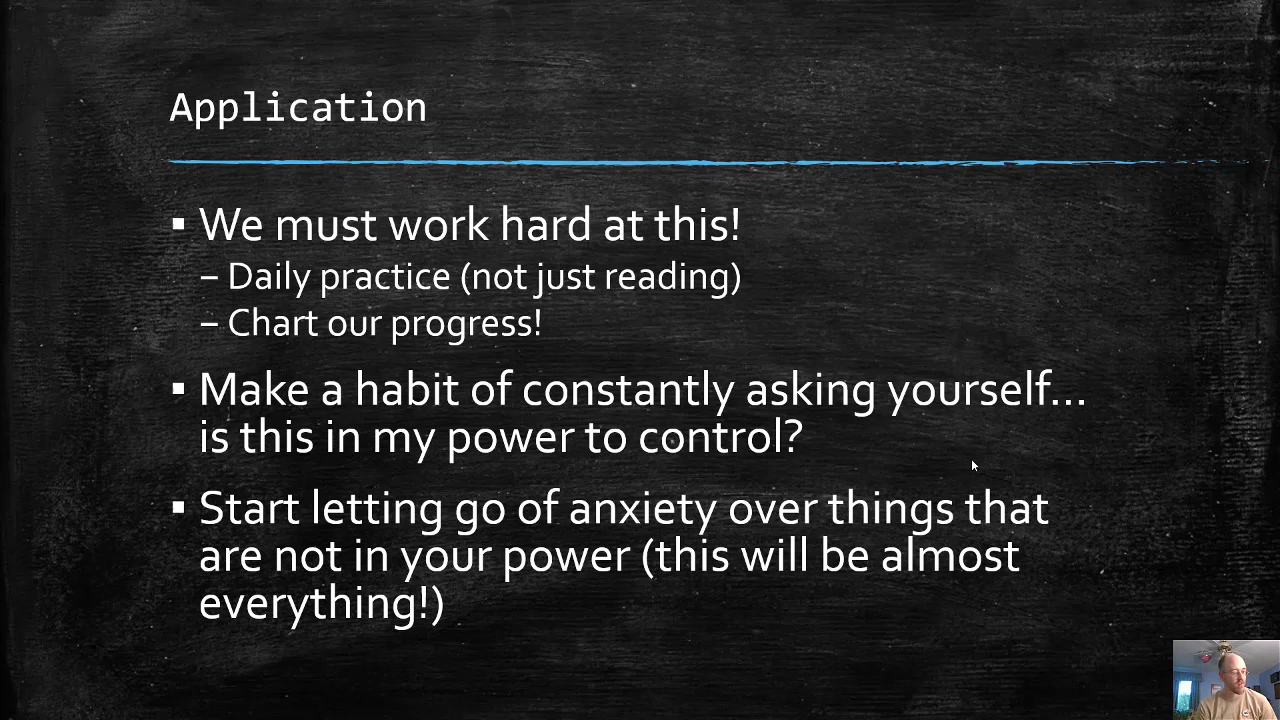 Application
▪ We must work hard at this!
– Daily practice (not just reading)
– Chart our progress!
▪ Make a habit of constantly asking yourself…
is this in my power to control?
▪ Start letting go of anxiety over things that
are not in your power (this will be almost
everything!)